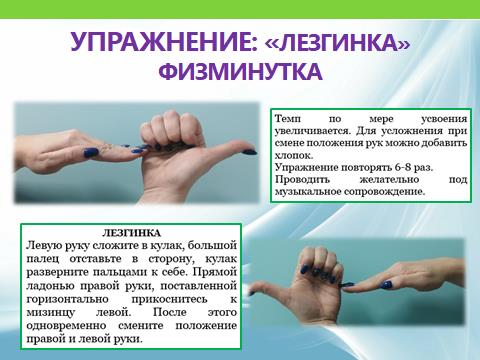 УПРАЖНЕНИЕ: «ЛЕЗГИНКА»
ФИЗМИНУТКА
Темп по мере усвоения
увеличивается. Для усложнения при
смене положения рук можно добавить
хлопок.
Упражнение повторять 6-8 раз.
Проводить желательно под
музыкальное сопровождение.
ЛЕЗГИНКА
Левую руку сложите в кулак, большой
палец отставьте в сторону, кулак
разверните пальцами к себе. Прямой
ладонью правой руки, поставленной
горизонтально прикоснитесь к
мизинцу левой. После этого
одновременно смените положение
правой и левой руки.